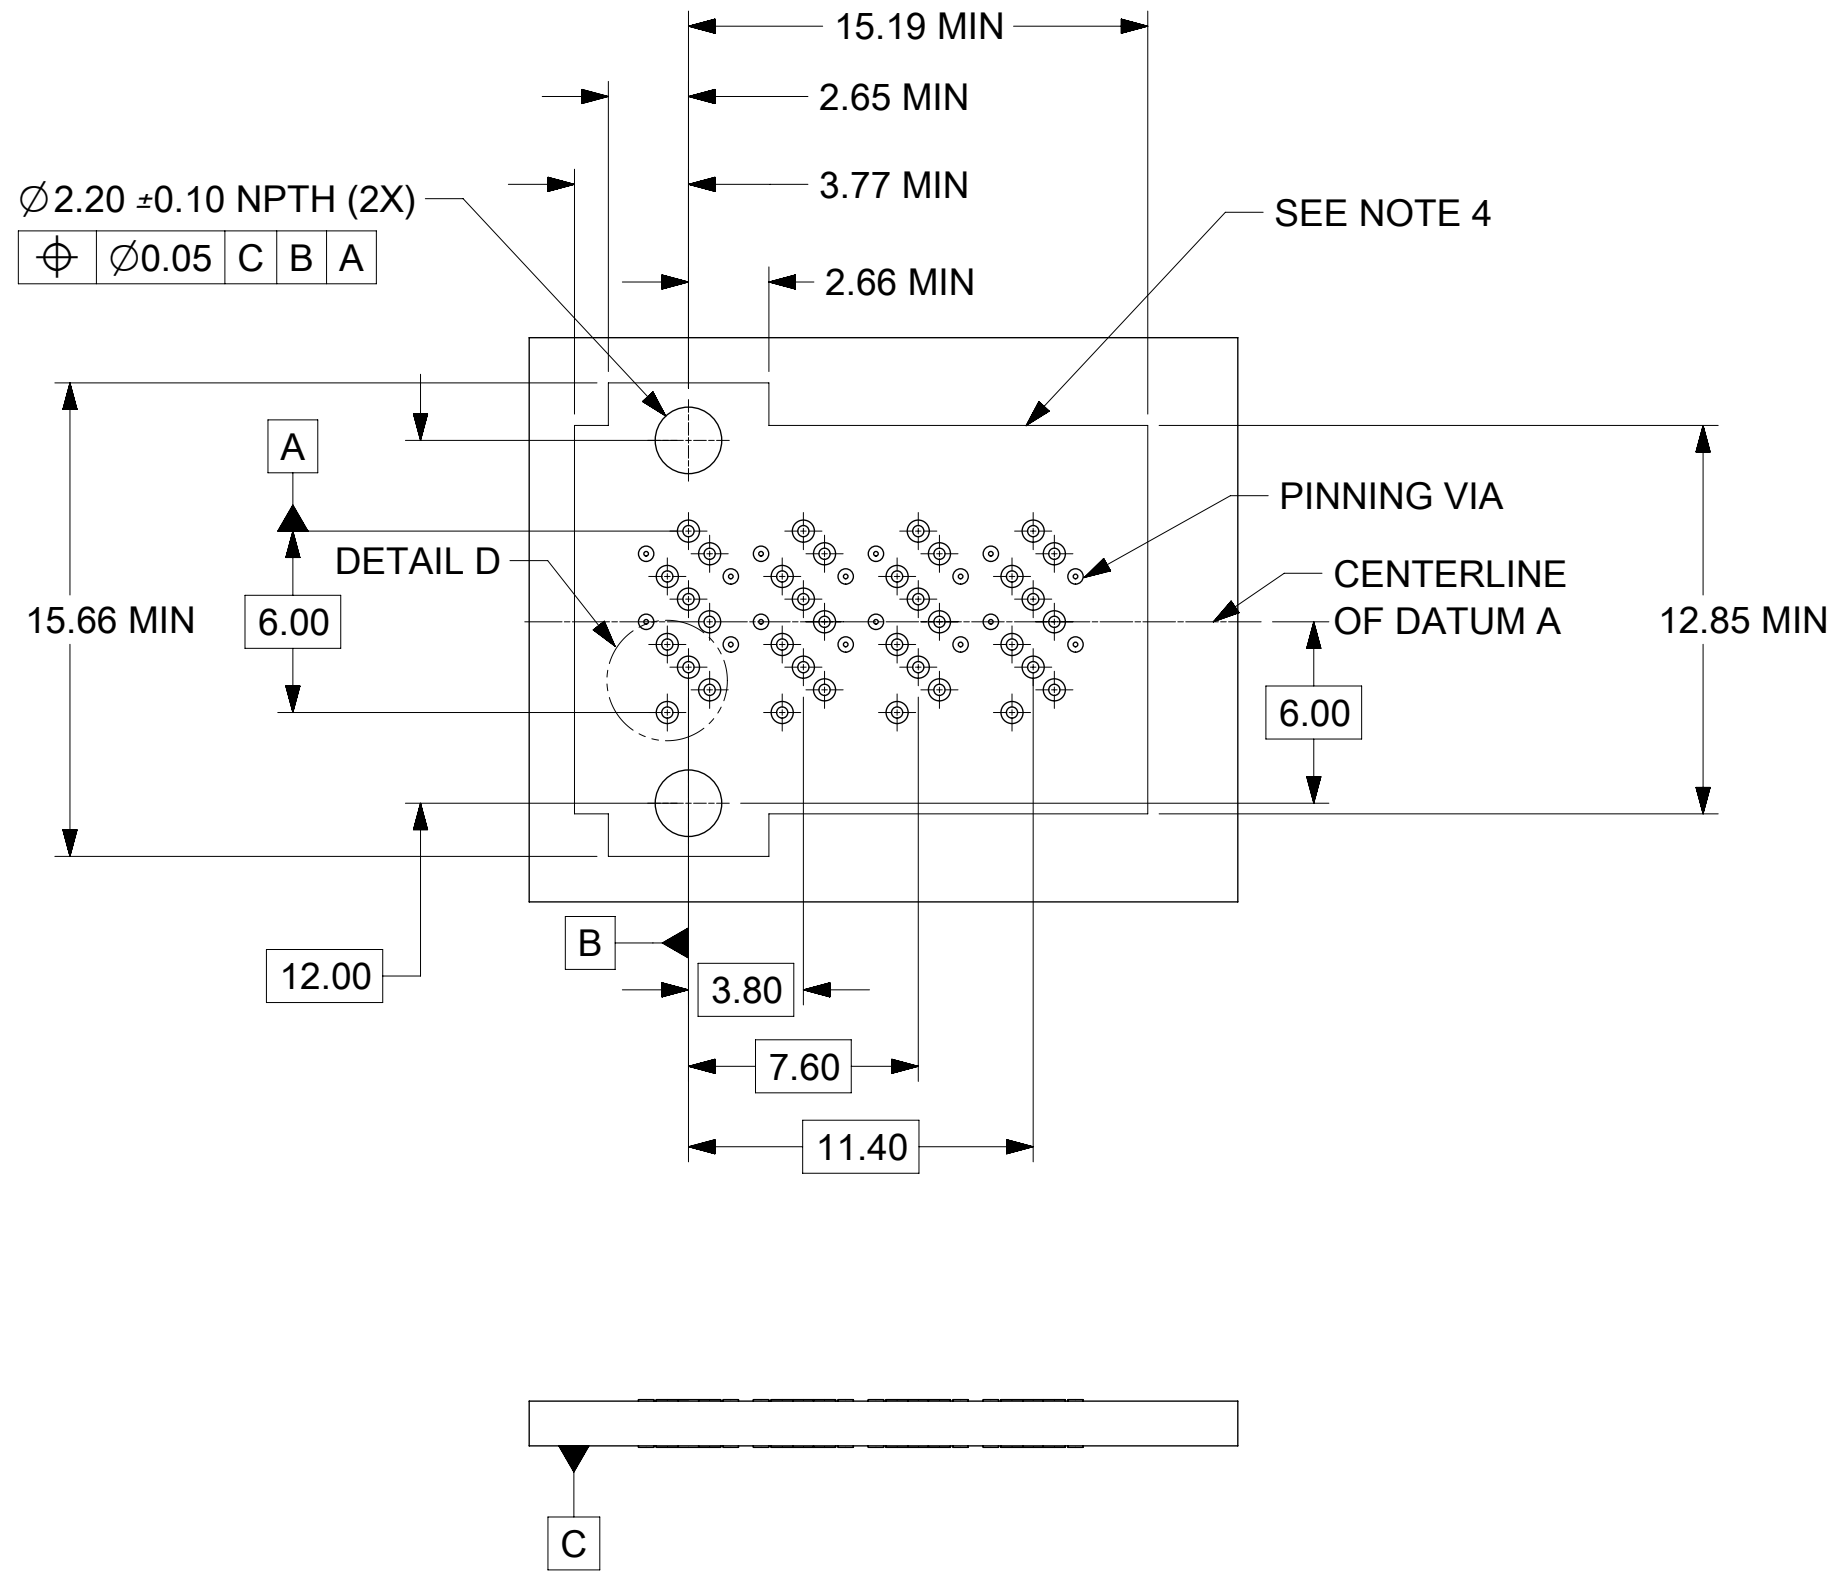 15.19 MIN
2.65 MIN
3.77 MIN
∅2.20 ±0.10 NPTH (2X)
⌖ ∅0.05 C B A
SEE NOTE 4
2.66 MIN
A
PINNING VIA
DETAIL D
CENTERLINE
OF DATUM A
15.66 MIN
6.00
12.85 MIN
6.00
B
12.00
3.80
7.60
11.40
C